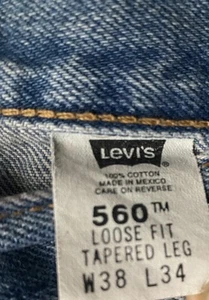 Levi's
100% COTTON
MADE IN MEXICO
CARE ON REVERSE
560™
LOOSE FIT
TAPERED LEG
W38 L34